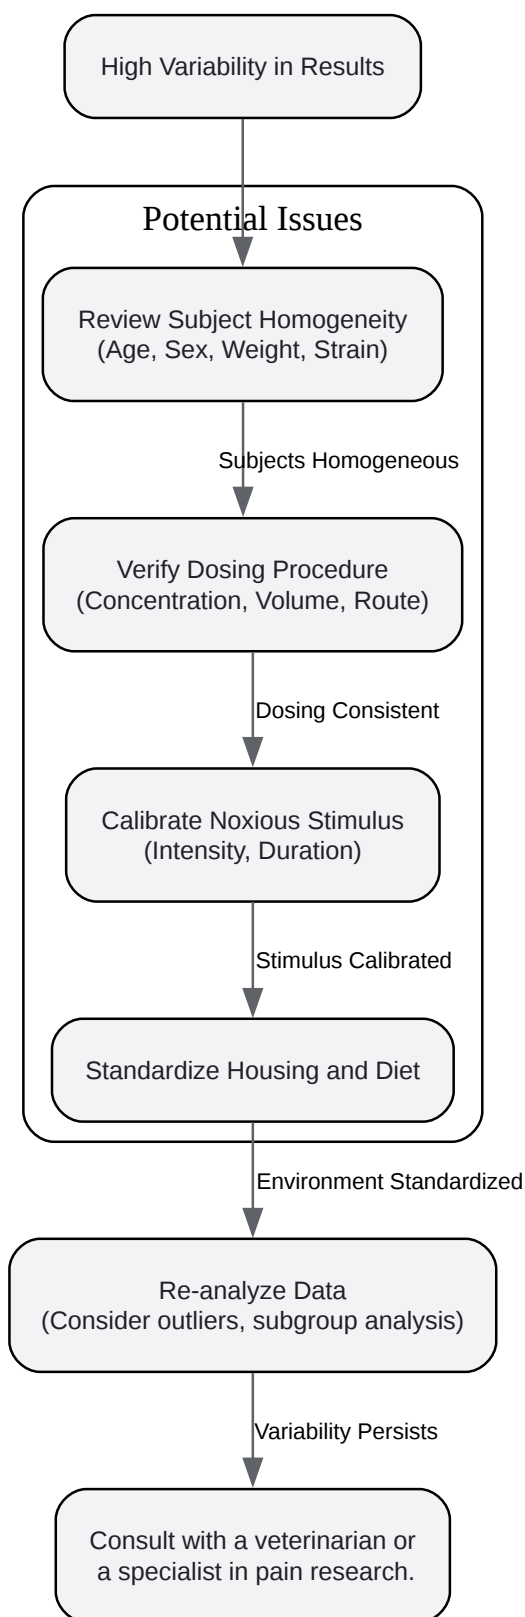 High Variability in Results
Potential Issues
Review Subject Homogeneity
(Age, Sex, Weight, Strain)
Subjects Homogeneous
Verify Dosing Procedure
(Concentration, Volume, Route)
Dosing Consistent
Calibrate Noxious Stimulus
(Intensity, Duration)
Stimulus Calibrated
Standardize Housing and Diet
Environment Standardized
Re-analyze Data
(Consider outliers, subgroup analysis)
Variability Persists
Consult with a veterinarian or
a specialist in pain research.